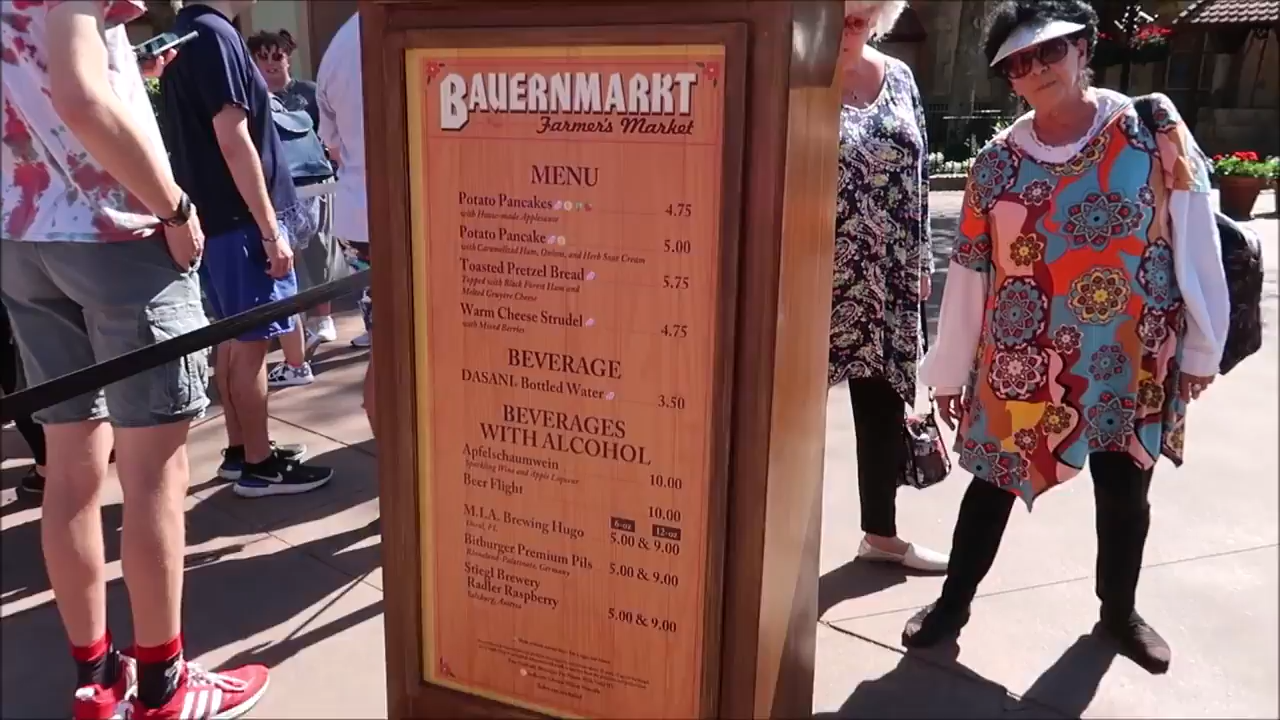 BAUERNMARKT
Farmer's Market
MENU
Potato Pancakes 4.75
with House-made Applesauce
Potato Pancake 5.00
with Caramelized Ham, Onions, and Herb Sour Cream
Toasted Pretzel Bread 5.75
Topped with Black Forest Ham and
Melted Gruyère Cheese
Warm Cheese Strudel 4.75
with Mixed Berries
BEVERAGE
DASANI® Bottled Water 3.50
BEVERAGES
WITH ALCOHOL
Apfelschaumwein 10.00
Sparkling Wine and Apple Liqueur
Beer Flight 10.00
6-oz 12-oz
M.I.A. Brewing Hugo 5.00 & 9.00
Doral, FL
Bitburger Premium Pils 5.00 & 9.00
Rhineland-Palatinate, Germany
Stiegl Brewery
Radler Raspberry 5.00 & 9.00
Salzburg, Austria